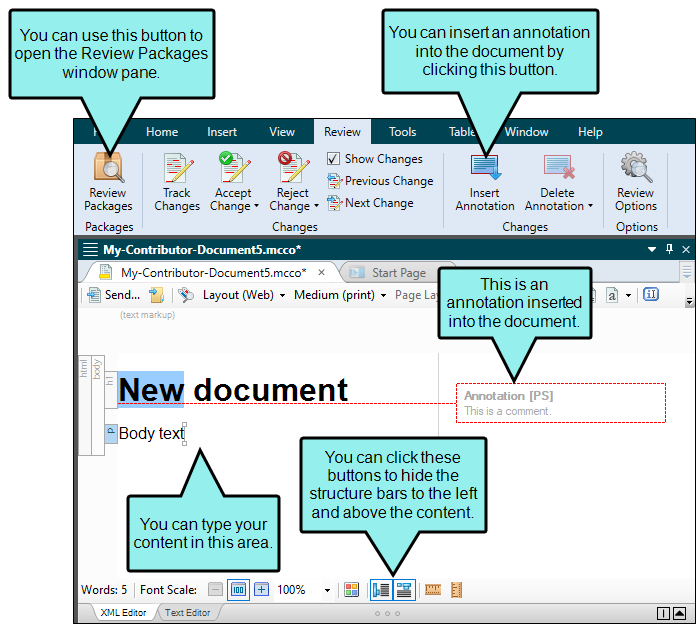 You can use this button to
open the Review Packages
window pane.
You can insert an annotation
into the document by
clicking this button.
Home Insert View Review Tools Window Help
Show Changes
Previous Change
Next Change
Review
Packages
Track
Changes
Accept
Change
Reject
Change
Insert
Annotation
Delete
Annotation
Review
Options
Packages Changes Changes Options
My-Contributor-Document5.mcco*
My-Contributor-Document5.mcco* Start Page
Send... Layout (Web) Medium (print) Page
(text markup)
This is an
annotation inserted
into the document.
html body h1 New document
Annotation [PS]
This is a comment.
p Body text
You can click these
buttons to hide the
structure bars to the left
and above the content.
You can type your
content in this area.
Words: 5 Font Scale: 100 100%
XML Editor Text Editor